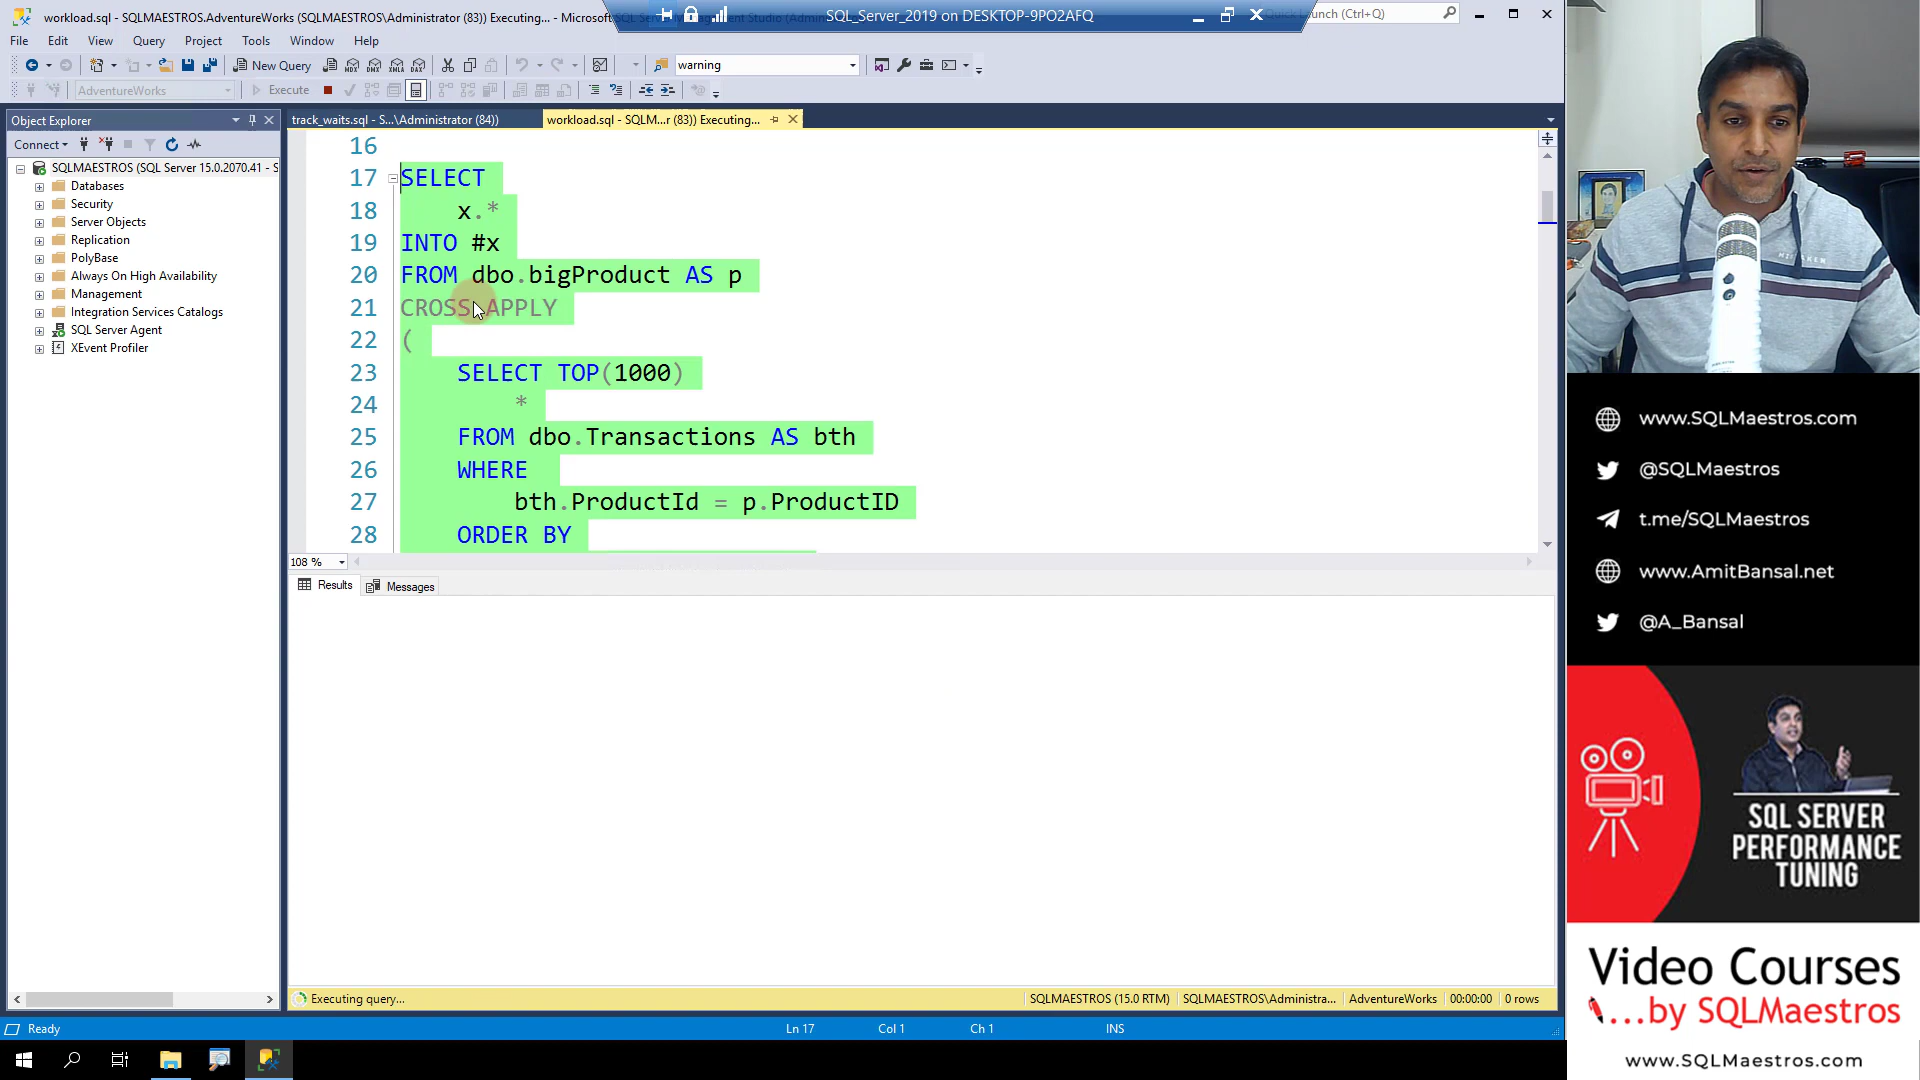 workload.sql - SQLMAESTROS.AdventureWorks (SQLMAESTROS\Administrator (83)) Executing... - Microsoft
SQL_Server_2019 on DESKTOP-9PO2AFQ
Quick Launch (Ctrl+Q)
File Edit View Query Project Tools Window Help
New Query
MDX DMX XMLA DAX
warning
AdventureWorks
Execute
Object Explorer
track_waits.sql - S...\Administrator (84))
workload.sql - SQLM...r (83)) Executing...
Connect
SQLMAESTROS (SQL Server 15.0.2070.41 - S
Databases
Security
Server Objects
Replication
PolyBase
Always On High Availability
Management
Integration Services Catalogs
SQL Server Agent
XEvent Profiler
16
17 SELECT
18 x.*
19 INTO #x
20 FROM dbo.bigProduct AS p
21 CROSS APPLY
22 (
23 SELECT TOP(1000)
24 *
25 FROM dbo.Transactions AS bth
26 WHERE
27 bth.ProductId = p.ProductID
28 ORDER BY
108 %
Results Messages
Executing query...
SQLMAESTROS (15.0 RTM) SQLMAESTROS\Administra... AdventureWorks 00:00:00 0 rows
Ready
Ln 17 Col 1 Ch 1 INS
www.SQLMaestros.com
@SQLMaestros
t.me/SQLMaestros
www.AmitBansal.net
@A_Bansal
SQL SERVER
PERFORMANCE
TUNING
Video Courses
...by SQLMaestros
www.SQLMaestros.com